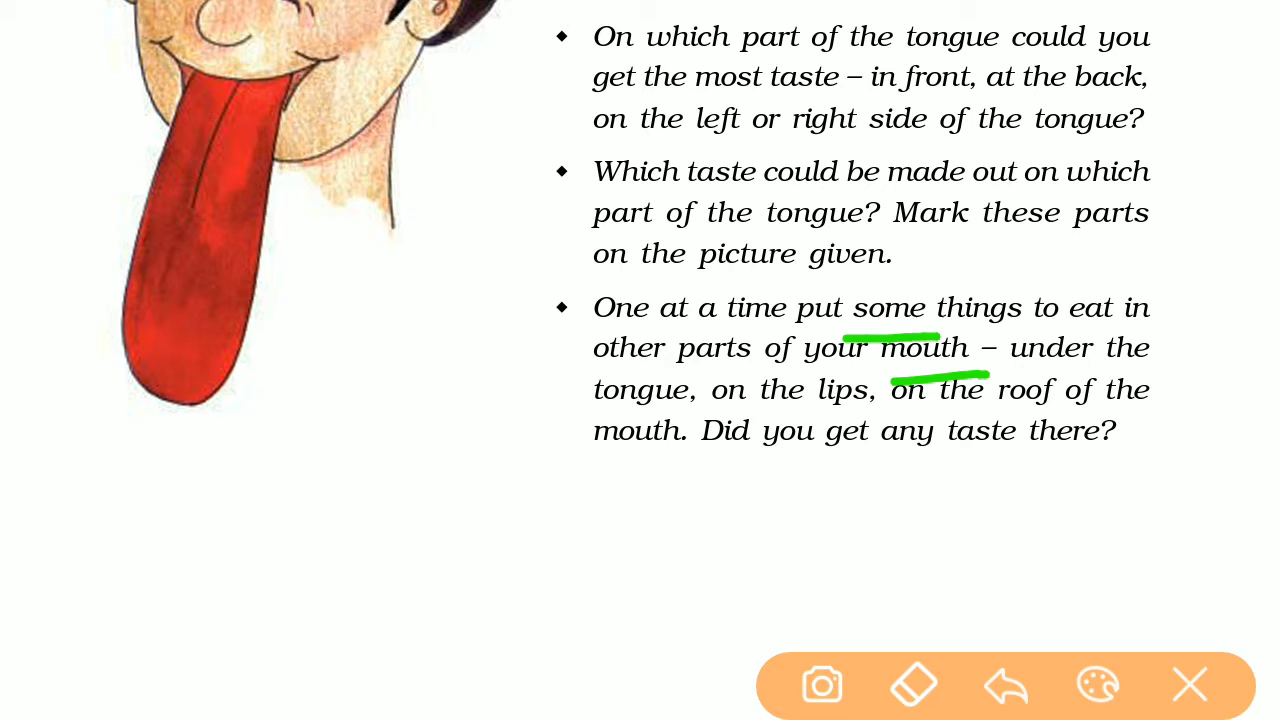 ◆ On which part of the tongue could you
get the most taste – in front, at the back,
on the left or right side of the tongue?
◆ Which taste could be made out on which
part of the tongue? Mark these parts
on the picture given.
◆ One at a time put some things to eat in
other parts of your mouth – under the
tongue, on the lips, on the roof of the
mouth. Did you get any taste there?